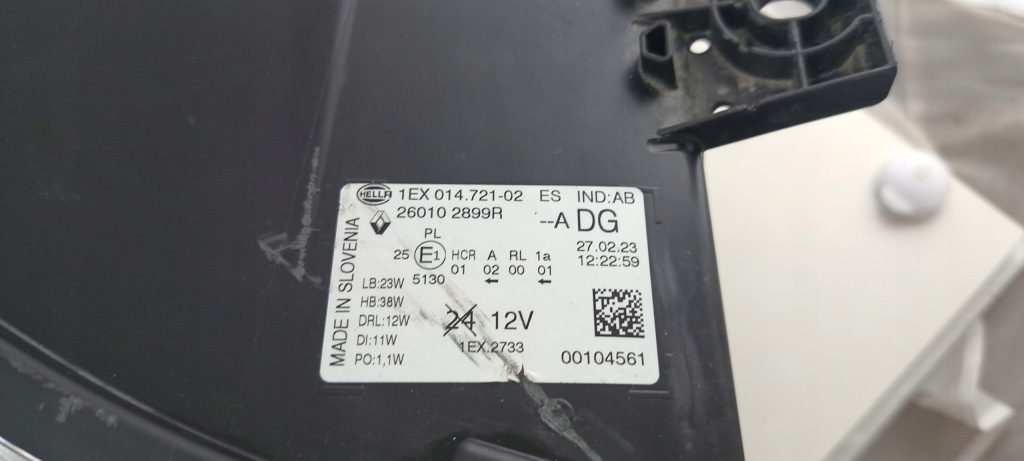 HELLA 1EX 014.721-02 ES IND:AB
26010 2899R --A DG
PL
27.02.23
12:22:59
25 E1 HCR A RL 1a
01 02 00 01
5130 ← ←
LB:23W
HB:38W
DRL:12W
DI:11W
PO:1,1W
24 12V
1EX.2733
00104561
MADE IN SLOVENIA